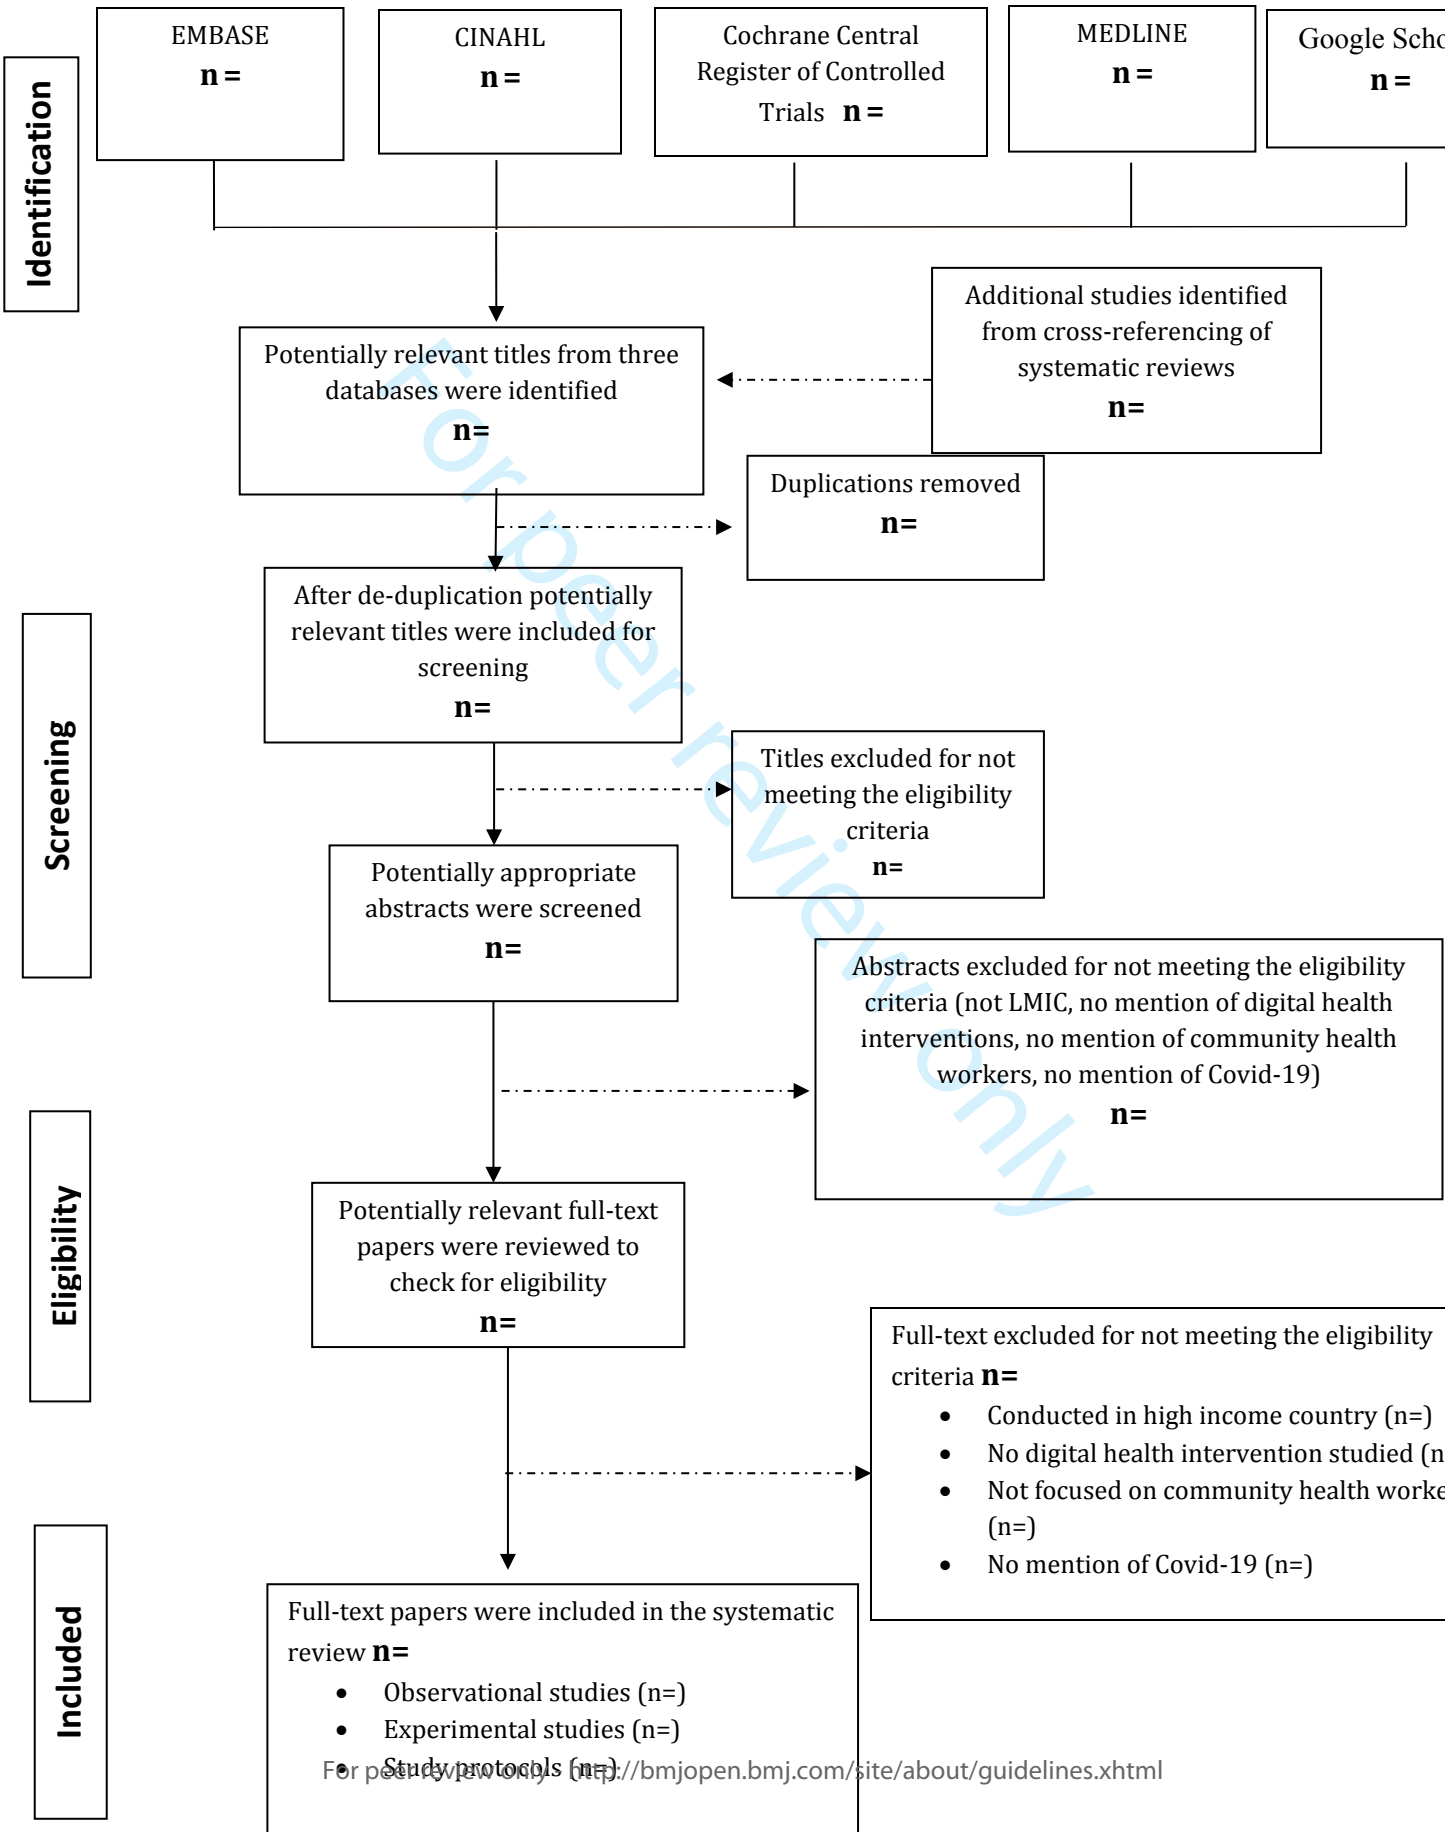 EMBASE
n =
CINAHL
n =
Cochrane Central
Register of Controlled
Trials n =
MEDLINE
n =
Google Scho
n =
Identification
Additional studies identified
from cross-referencing of
systematic reviews
n=
Potentially relevant titles from three
databases were identified
n=
Duplications removed
n=
After de-duplication potentially
relevant titles were included for
screening
n=
Screening
Titles excluded for not
meeting the eligibility
criteria
n=
Potentially appropriate
abstracts were screened
n=
Abstracts excluded for not meeting the eligibility
criteria (not LMIC, no mention of digital health
interventions, no mention of community health
workers, no mention of Covid-19)
n=
Eligibility
Potentially relevant full-text
papers were reviewed to
check for eligibility
n=
Full-text excluded for not meeting the eligibility
criteria n=
• Conducted in high income country (n=)
• No digital health intervention studied (n
• Not focused on community health worke
(n=)
• No mention of Covid-19 (n=)
Included
Full-text papers were included in the systematic
review n=
• Observational studies (n=)
• Experimental studies (n=)
• Study protocols (n=)
For peer review only - http://bmjopen.bmj.com/site/about/guidelines.xhtml
For peer review only